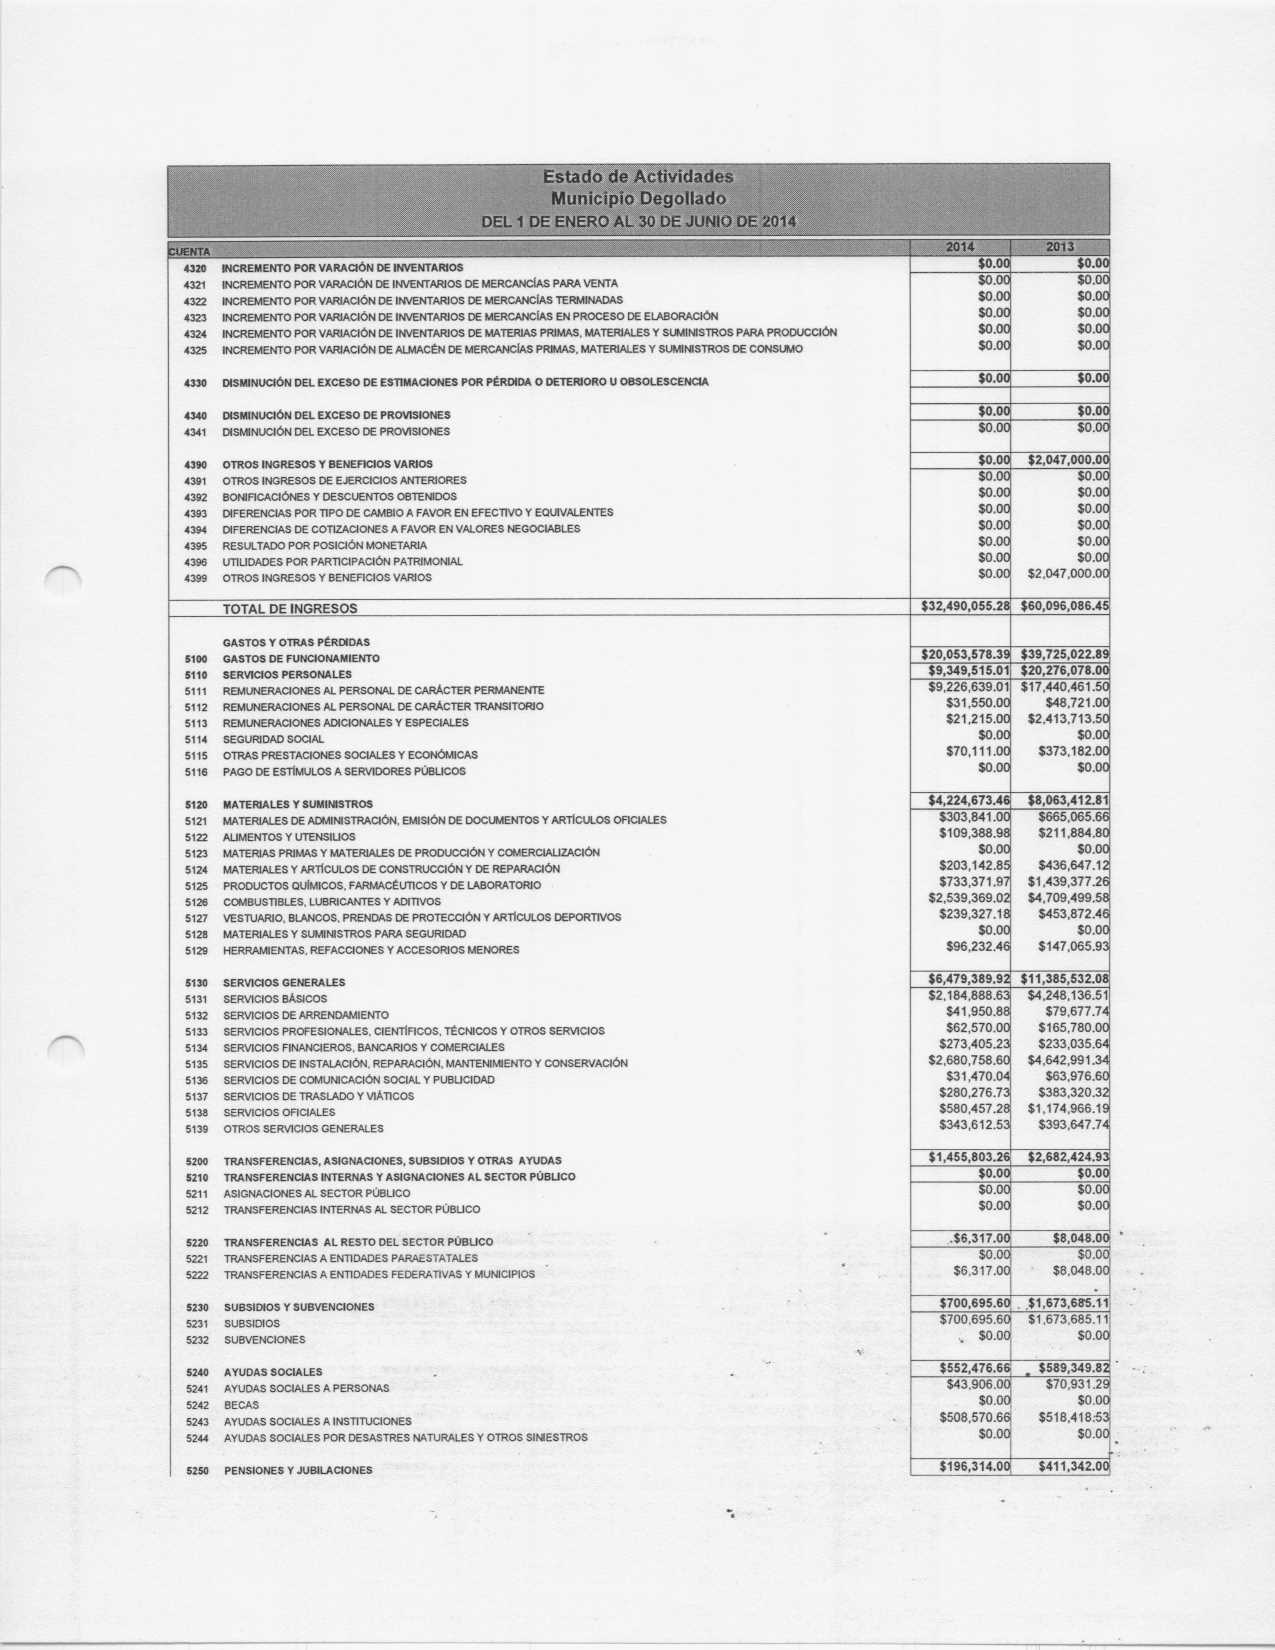 Estado de Actividades
Municipio Degollado
DEL 1 DE ENERO AL 30 DE JUNIO DE 2014
CUENTA 2014 2013
4320 INCREMENTO POR VARACIÓN DE INVENTARIOS $0.00 $0.00
4321 INCREMENTO POR VARACIÓN DE INVENTARIOS DE MERCANCÍAS PARA VENTA $0.00 $0.00
4322 INCREMENTO POR VARIACIÓN DE INVENTARIOS DE MERCANCÍAS TERMINADAS $0.00 $0.00
4323 INCREMENTO POR VARIACIÓN DE INVENTARIOS DE MERCANCÍAS EN PROCESO DE ELABORACIÓN $0.00 $0.00
4324 INCREMENTO POR VARIACIÓN DE INVENTARIOS DE MATERIAS PRIMAS, MATERIALES Y SUMINISTROS PARA PRODUCCIÓN $0.00 $0.00
4325 INCREMENTO POR VARIACIÓN DE ALMACÉN DE MERCANCÍAS PRIMAS, MATERIALES Y SUMINISTROS DE CONSUMO $0.00 $0.00
4330 DISMINUCIÓN DEL EXCESO DE ESTIMACIONES POR PÉRDIDA O DETERIORO U OBSOLESCENCIA $0.00 $0.00
4340 DISMINUCIÓN DEL EXCESO DE PROVISIONES $0.00 $0.00
4341 DISMINUCIÓN DEL EXCESO DE PROVISIONES $0.00 $0.00
4390 OTROS INGRESOS Y BENEFICIOS VARIOS $0.00 $2,047,000.00
4391 OTROS INGRESOS DE EJERCICIOS ANTERIORES $0.00 $0.00
4392 BONIFICACIÓNES Y DESCUENTOS OBTENIDOS $0.00 $0.00
4393 DIFERENCIAS POR TIPO DE CAMBIO A FAVOR EN EFECTIVO Y EQUIVALENTES $0.00 $0.00
4394 DIFERENCIAS DE COTIZACIONES A FAVOR EN VALORES NEGOCIABLES $0.00 $0.00
4395 RESULTADO POR POSICIÓN MONETARIA $0.00 $0.00
4396 UTILIDADES POR PARTICIPACIÓN PATRIMONIAL $0.00 $0.00
4399 OTROS INGRESOS Y BENEFICIOS VARIOS $0.00 $2,047,000.00
TOTAL DE INGRESOS $32,490,055.28 $60,096,086.45
GASTOS Y OTRAS PÉRDIDAS
5100 GASTOS DE FUNCIONAMIENTO $20,053,578.39 $39,725,022.89
5110 SERVICIOS PERSONALES $9,349,515.01 $20,276,078.00
5111 REMUNERACIONES AL PERSONAL DE CARÁCTER PERMANENTE $9,226,639.01 $17,440,461.50
5112 REMUNERACIONES AL PERSONAL DE CARÁCTER TRANSITORIO $31,550.00 $48,721.00
5113 REMUNERACIONES ADICIONALES Y ESPECIALES $21,215.00 $2,413,713.50
5114 SEGURIDAD SOCIAL $0.00 $0.00
5115 OTRAS PRESTACIONES SOCIALES Y ECONÓMICAS $70,111.00 $373,182.00
5116 PAGO DE ESTÍMULOS A SERVIDORES PÚBLICOS $0.00 $0.00
5120 MATERIALES Y SUMINISTROS $4,224,673.46 $8,063,412.81
5121 MATERIALES DE ADMINISTRACIÓN, EMISIÓN DE DOCUMENTOS Y ARTÍCULOS OFICIALES $303,841.00 $665,065.66
5122 ALIMENTOS Y UTENSILIOS $109,388.98 $211,884.80
5123 MATERIAS PRIMAS Y MATERIALES DE PRODUCCIÓN Y COMERCIALIZACIÓN $0.00 $0.00
5124 MATERIALES Y ARTÍCULOS DE CONSTRUCCIÓN Y DE REPARACIÓN $203,142.85 $436,647.12
5125 PRODUCTOS QUÍMICOS, FARMACÉUTICOS Y DE LABORATORIO $733,371.97 $1,439,377.26
5126 COMBUSTIBLES, LUBRICANTES Y ADITIVOS $2,539,369.02 $4,709,499.58
5127 VESTUARIO, BLANCOS, PRENDAS DE PROTECCIÓN Y ARTÍCULOS DEPORTIVOS $239,327.18 $453,872.46
5128 MATERIALES Y SUMINISTROS PARA SEGURIDAD $0.00 $0.00
5129 HERRAMIENTAS, REFACCIONES Y ACCESORIOS MENORES $96,232.46 $147,065.93
5130 SERVICIOS GENERALES $6,479,389.92 $11,385,532.08
5131 SERVICIOS BÁSICOS $2,184,888.63 $4,248,136.51
5132 SERVICIOS DE ARRENDAMIENTO $41,950.88 $79,677.74
5133 SERVICIOS PROFESIONALES, CIENTÍFICOS, TÉCNICOS Y OTROS SERVICIOS $62,570.00 $165,780.00
5134 SERVICIOS FINANCIEROS, BANCARIOS Y COMERCIALES $273,405.23 $233,035.64
5135 SERVICIOS DE INSTALACIÓN, REPARACIÓN, MANTENIMIENTO Y CONSERVACIÓN $2,680,758.60 $4,642,991.34
5136 SERVICIOS DE COMUNICACIÓN SOCIAL Y PUBLICIDAD $31,470.04 $63,976.60
5137 SERVICIOS DE TRASLADO Y VIÁTICOS $280,276.73 $383,320.32
5138 SERVICIOS OFICIALES $580,457.28 $1,174,966.19
5139 OTROS SERVICIOS GENERALES $343,612.53 $393,647.74
5200 TRANSFERENCIAS, ASIGNACIONES, SUBSIDIOS Y OTRAS AYUDAS $1,455,803.26 $2,682,424.93
5210 TRANSFERENCIAS INTERNAS Y ASIGNACIONES AL SECTOR PÚBLICO $0.00 $0.00
5211 ASIGNACIONES AL SECTOR PÚBLICO $0.00 $0.00
5212 TRANSFERENCIAS INTERNAS AL SECTOR PÚBLICO $0.00 $0.00
5220 TRANSFERENCIAS AL RESTO DEL SECTOR PÚBLICO $6,317.00 $8,048.00
5221 TRANSFERENCIAS A ENTIDADES PARAESTATALES $0.00 $0.00
5222 TRANSFERENCIAS A ENTIDADES FEDERATIVAS Y MUNICIPIOS $6,317.00 $8,048.00
5230 SUBSIDIOS Y SUBVENCIONES $700,695.60 $1,673,685.11
5231 SUBSIDIOS $700,695.60 $1,673,685.11
5232 SUBVENCIONES $0.00 $0.00
5240 AYUDAS SOCIALES $552,476.66 $589,349.82
5241 AYUDAS SOCIALES A PERSONAS $43,906.00 $70,931.29
5242 BECAS $0.00 $0.00
5243 AYUDAS SOCIALES A INSTITUCIONES $508,570.66 $518,418.53
5244 AYUDAS SOCIALES POR DESASTRES NATURALES Y OTROS SINIESTROS $0.00 $0.00
5250 PENSIONES Y JUBILACIONES $196,314.00 $411,342.00